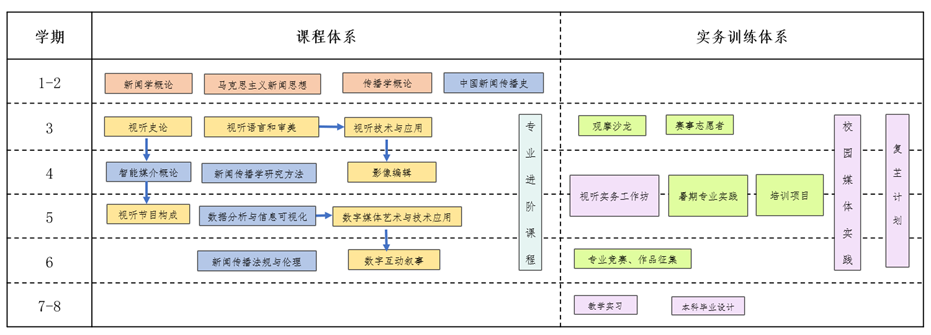 学期 课程体系 实务训练体系
1-2 新闻学概论 马克思主义新闻思想 传播学概论 中国新闻传播史
3 视听史论 视听语言和审美 视听技术与应用 观摩沙龙 赛事志愿者
4 智能媒介概论 新闻传播学研究方法 影像编辑
视听实务工作坊 暑期专业实践 培训项目
5 视听节目构成 数据分析与信息可视化 数字媒体艺术与技术应用
6 新闻传播法规与伦理 数字互动叙事 专业竞赛、作品征集
专业进阶课程
校园媒体实践
复芏计划
7-8 教学实习 本科毕业设计